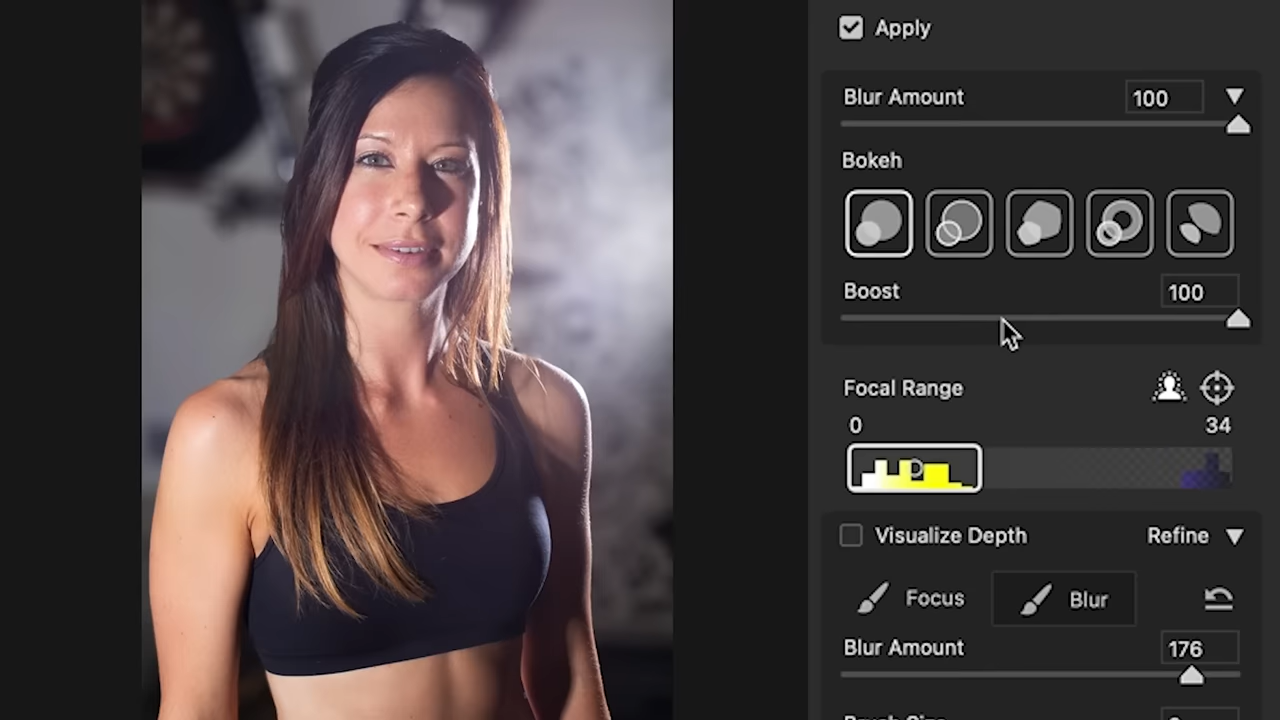 Apply
Blur Amount 100
Bokeh
Boost 100
Focal Range
0 34
Visualize Depth Refine
Focus Blur
Blur Amount 176